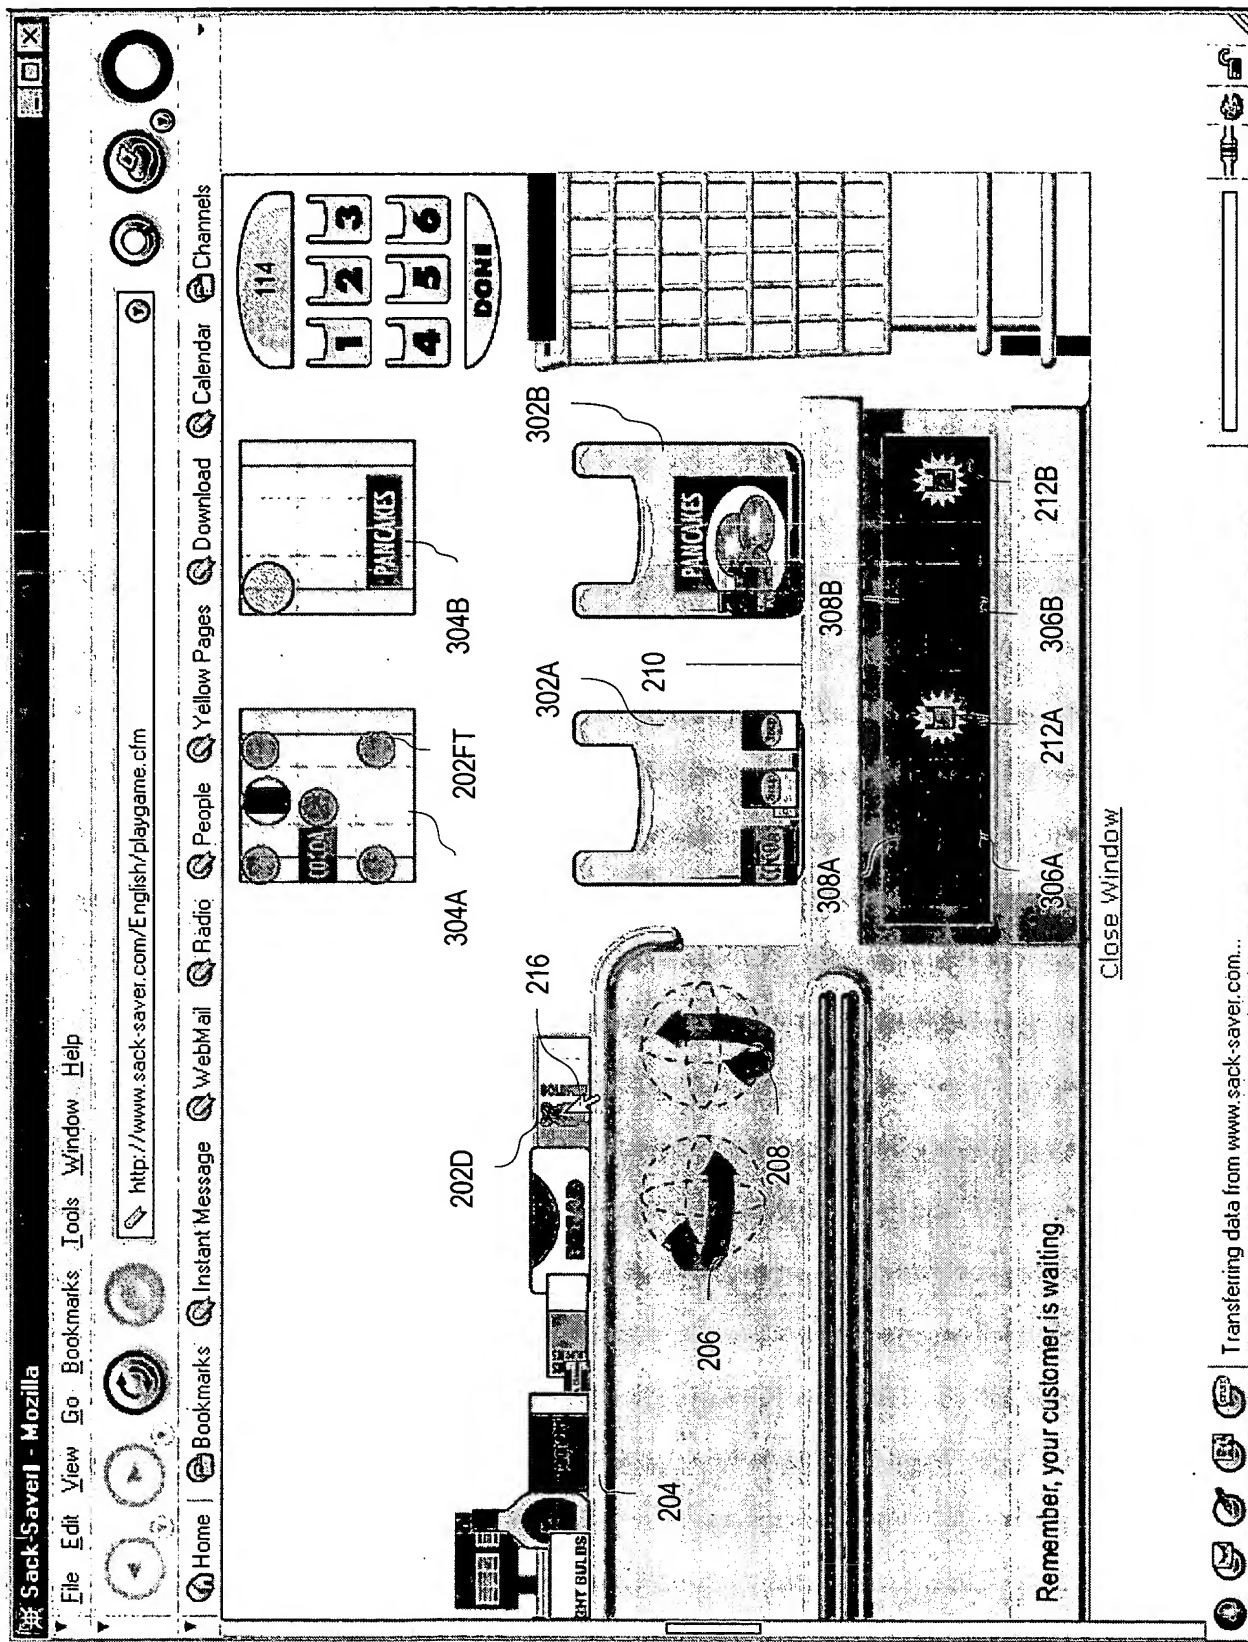 Sack-Saver! - Mozilla
File Edit View Go Bookmarks Tools Window Help
http://www.sack-saver.com/English/playgame.cfm
Home Bookmarks Instant Message WebMail Radio People Yellow Pages Download Calendar Channels
114
1 2 3
4 5 6
DONE
COCOA
PANCAKES
304A
202FT
304B
202D
216
302A
210
302B
PANCAKES
COCOA
Soup
Soup
204
206
208
308A
308B
306A
212A
306B
212B
Remember, your customer is waiting.
Close Window
Transferring data from www.sack-saver.com...